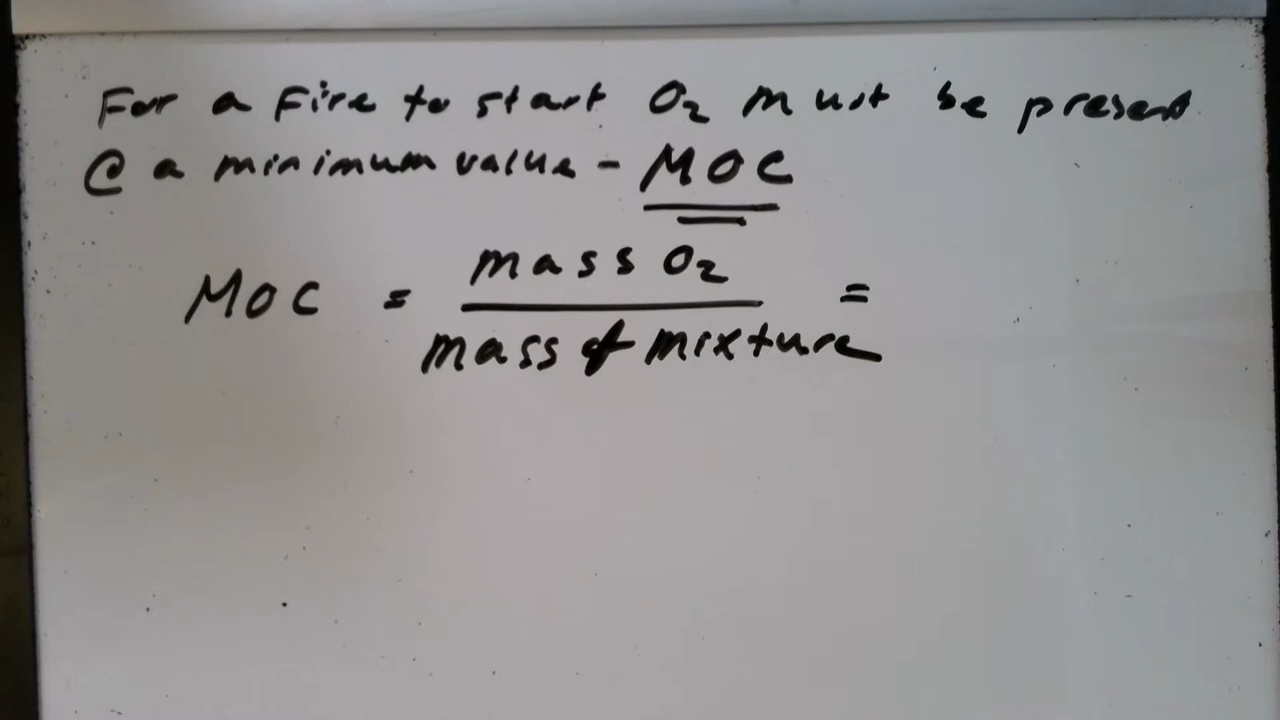 For a Fire to start O₂ must be present
@ a minimum value - MOC
MOC = mass O₂ / mass of mixture =